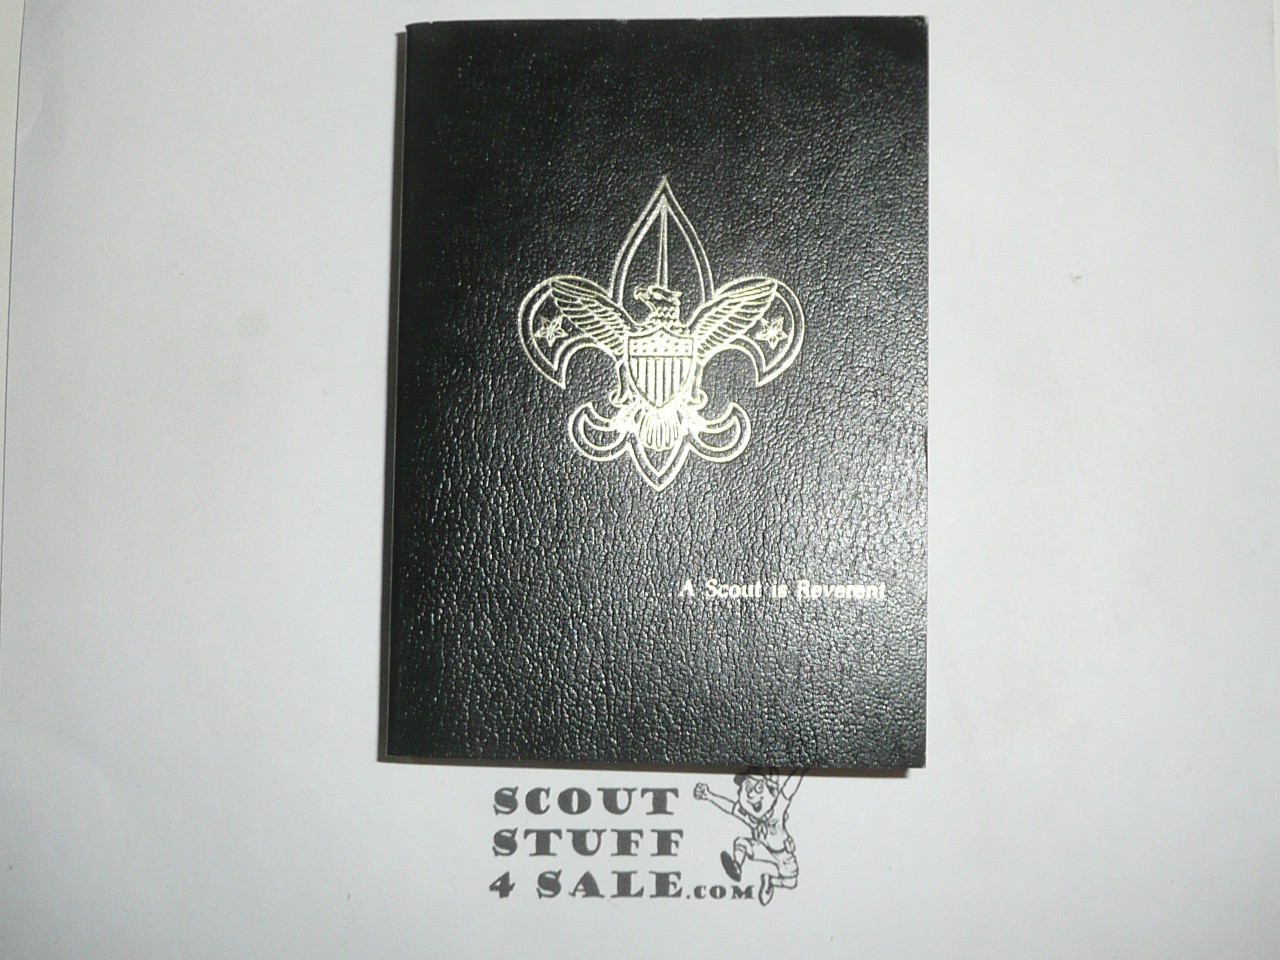 A Scout is Reverent
SCOUT
STUFF
4 SALE.COM